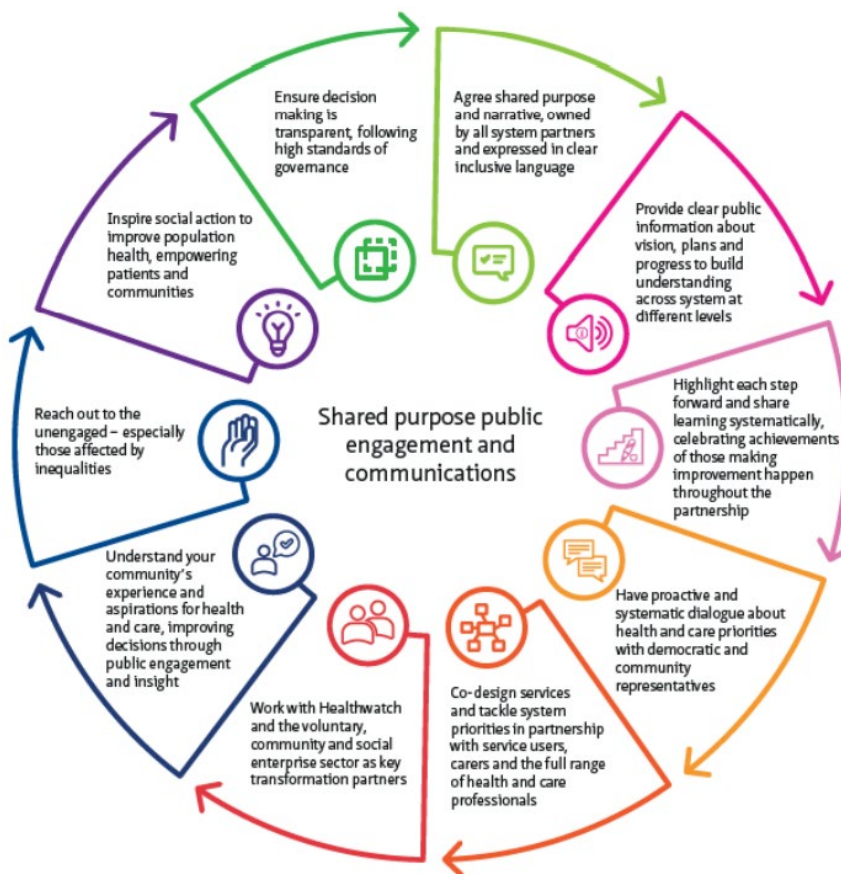 Shared purpose public
engagement and
communications
Agree shared purpose
and narrative, owned
by all system partners
and expressed in clear
inclusive language
Provide clear public
information about
vision, plans and
progress to build
understanding
across system at
different levels
Highlight each step
forward and share
learning systematically,
celebrating achievements
of those making
improvement happen
throughout the
partnership
Have proactive and
systematic dialogue about
health and care priorities
with democratic and
community
representatives
Co-design services
and tackle system
priorities in partnership
with service users,
carers and the full range
of health and care
professionals
Work with Healthwatch
and the voluntary,
community and social
enterprise sector as key
transformation partners
Understand your
community's
experience and
aspirations for health
and care, improving
decisions through
public engagement
and insight
Reach out to the
unengaged – especially
those affected by
inequalities
Inspire social action to
improve population
health, empowering
patients and
communities
Ensure decision
making is
transparent, following
high standards of
governance